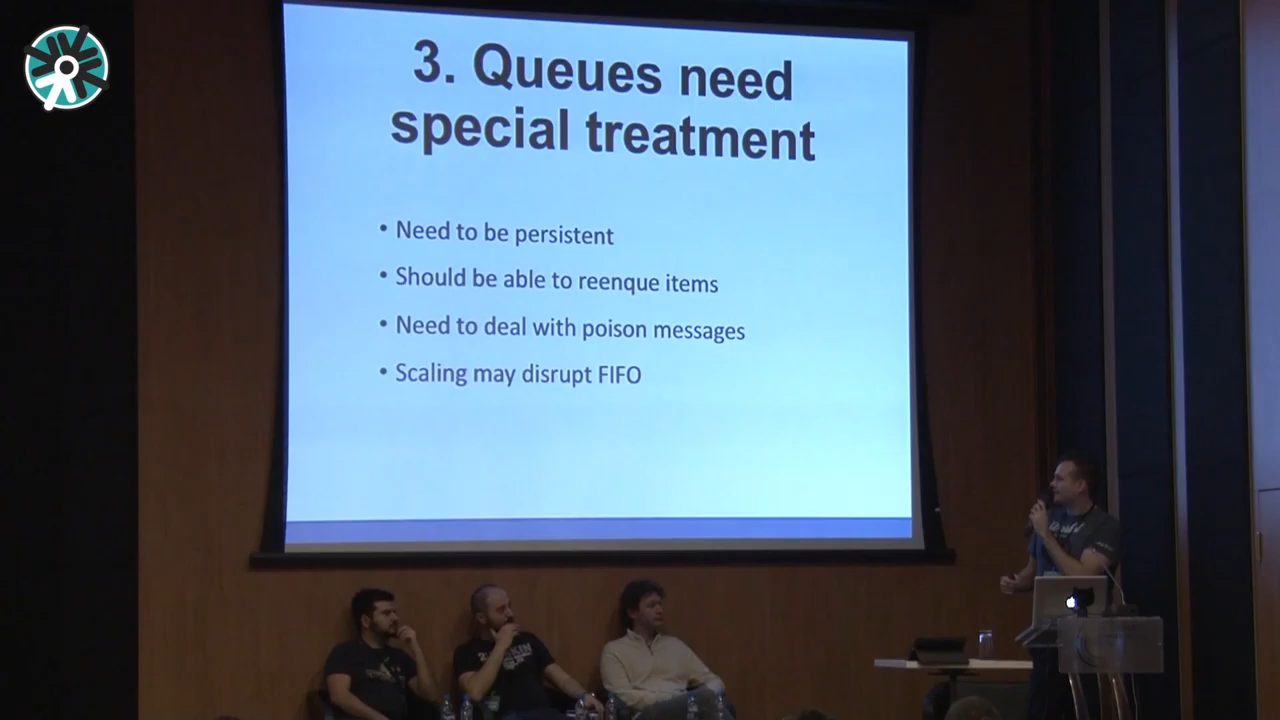 3. Queues need
special treatment
• Need to be persistent
• Should be able to reenque items
• Need to deal with poison messages
• Scaling may disrupt FIFO